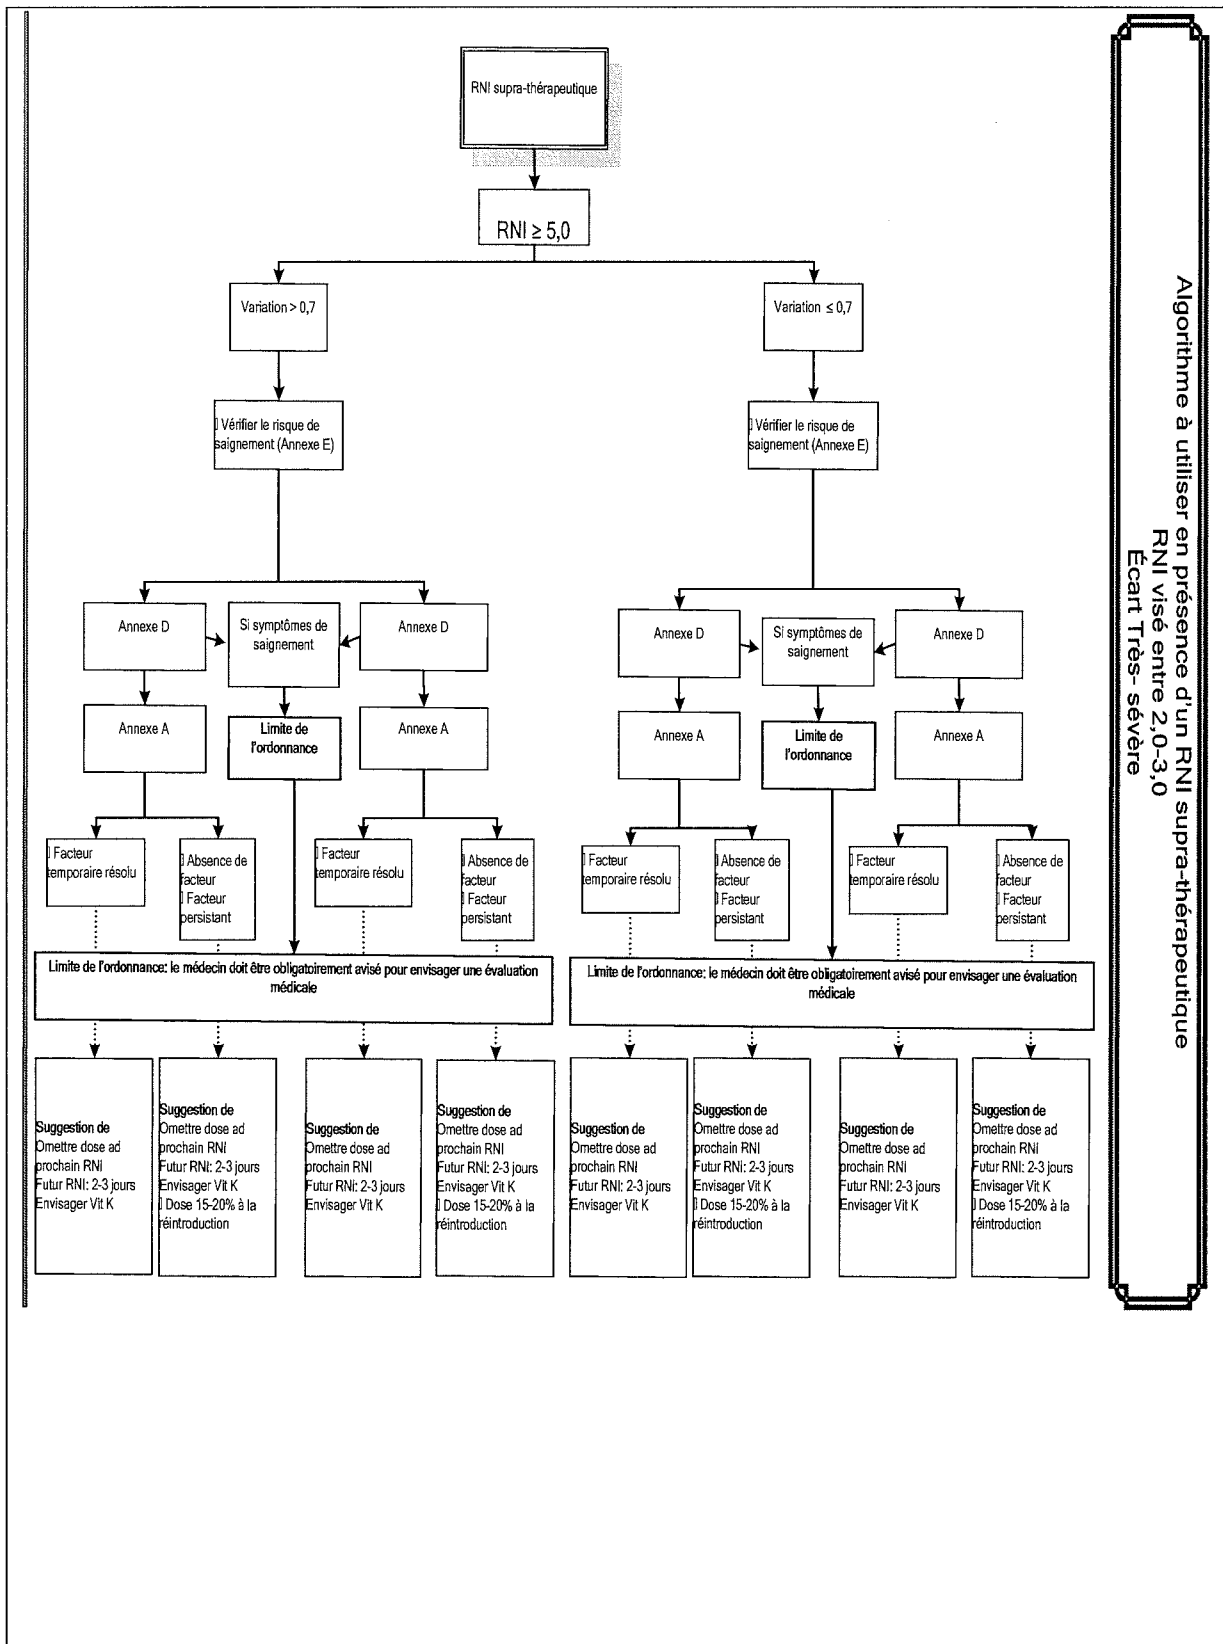 Algorithme à utiliser en présence d'un RNI supra-thérapeutique
RNI visé entre 2,0-3,0
Écart Très- sévère
RNI supra-thérapeutique
RNI ≥ 5,0
Variation > 0,7
Variation ≤ 0,7
▯ Vérifier le risque de
saignement (Annexe E)
▯ Vérifier le risque de
saignement (Annexe E)
Annexe D
Si symptômes de
saignement
Annexe D
Annexe D
Si symptômes de
saignement
Annexe D
Annexe A
Limite de
l'ordonnance
Annexe A
Annexe A
Limite de
l'ordonnance
Annexe A
▯ Facteur
temporaire résolu
▯ Absence de
facteur
▯ Facteur
persistant
▯ Facteur
temporaire résolu
▯ Absence de
facteur
▯ Facteur
persistant
▯ Facteur
temporaire résolu
▯ Absence de
facteur
▯ Facteur
persistant
▯ Facteur
temporaire résolu
▯ Absence de
facteur
▯ Facteur
persistant
Limite de l'ordonnance: le médecin doit être obligatoirement avisé pour envisager une évaluation
médicale
Limite de l'ordonnance: le médecin doit être obligatoirement avisé pour envisager une évaluation
médicale
Suggestion de
Omettre dose ad
prochain RNI
Futur RNI: 2-3 jours
Envisager Vit K
Suggestion de
Omettre dose ad
prochain RNI
Futur RNI: 2-3 jours
Envisager Vit K
▯ Dose 15-20% à la
réintroduction
Suggestion de
Omettre dose ad
prochain RNI
Futur RNI: 2-3 jours
Envisager Vit K
Suggestion de
Omettre dose ad
prochain RNI
Futur RNI: 2-3 jours
Envisager Vit K
▯ Dose 15-20% à la
réintroduction
Suggestion de
Omettre dose ad
prochain RNI
Futur RNI: 2-3 jours
Envisager Vit K
Suggestion de
Omettre dose ad
prochain RNI
Futur RNI: 2-3 jours
Envisager Vit K
▯ Dose 15-20% à la
réintroduction
Suggestion de
Omettre dose ad
prochain RNI
Futur RNI: 2-3 jours
Envisager Vit K
Suggestion de
Omettre dose ad
prochain RNI
Futur RNI: 2-3 jours
Envisager Vit K
▯ Dose 15-20% à la
réintroduction